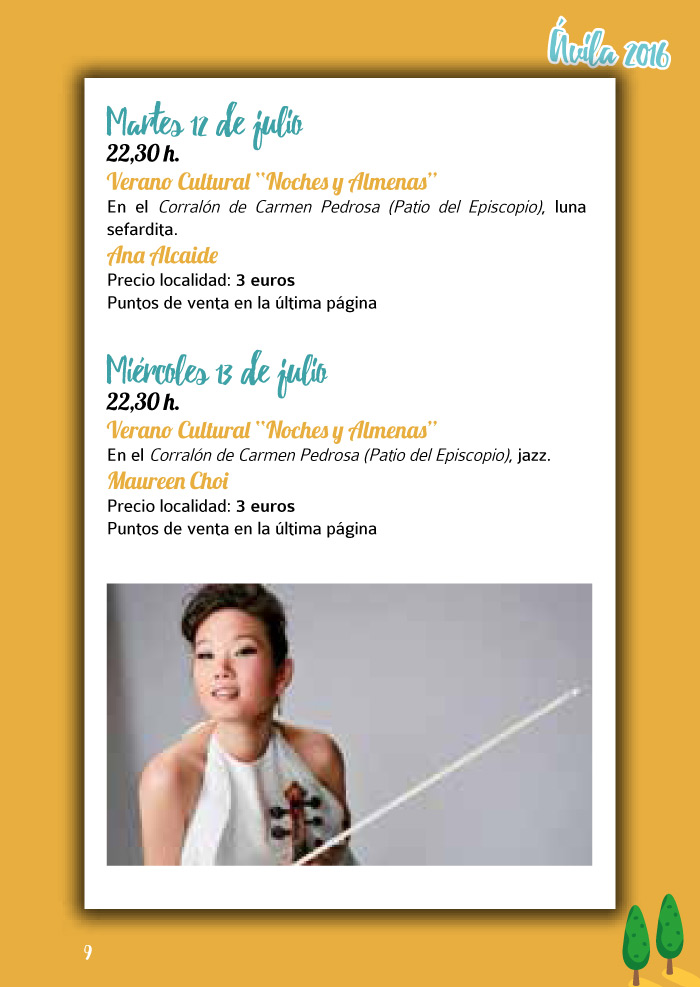 Ávila 2016
Martes 12 de julio
22,30 h.
Verano Cultural "Noches y Almenas"
En el Corralón de Carmen Pedrosa (Patio del Episcopio), luna
sefardita.
Ana Alcaide
Precio localidad: 3 euros
Puntos de venta en la última página
Miércoles 13 de julio
22,30 h.
Verano Cultural "Noches y Almenas"
En el Corralón de Carmen Pedrosa (Patio del Episcopio), jazz.
Maureen Choi
Precio localidad: 3 euros
Puntos de venta en la última página
9